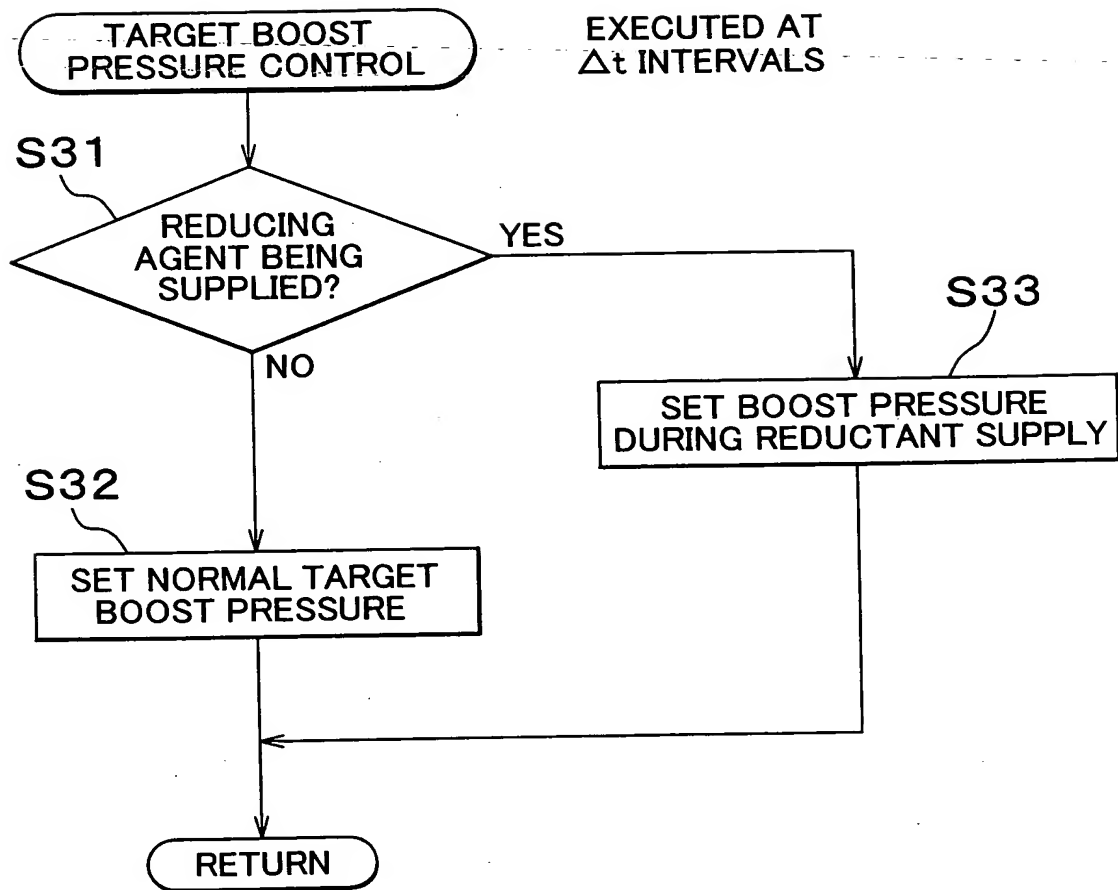 TARGET BOOST
PRESSURE CONTROL
EXECUTED AT
Δt INTERVALS
S31
REDUCING
AGENT BEING
SUPPLIED?
YES
NO
S33
SET BOOST PRESSURE
DURING REDUCTANT SUPPLY
S32
SET NORMAL TARGET
BOOST PRESSURE
RETURN